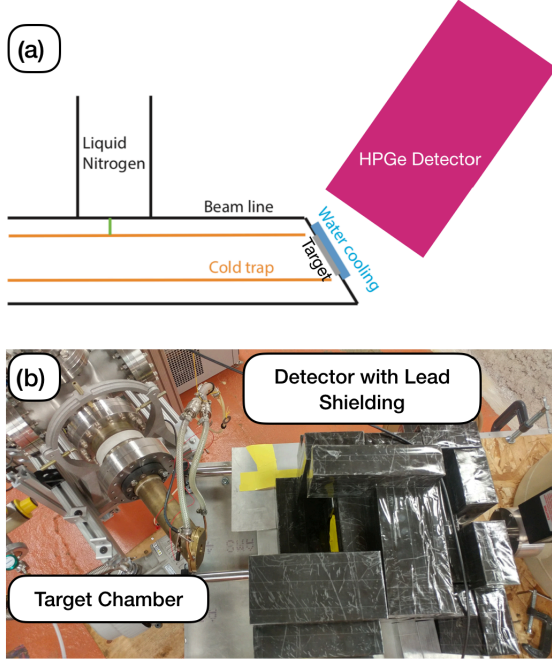 (a)
Liquid
Nitrogen
HPGe Detector
Beam line
Water cooling
Target
Cold trap
(b)
Detector with Lead
Shielding
Target Chamber